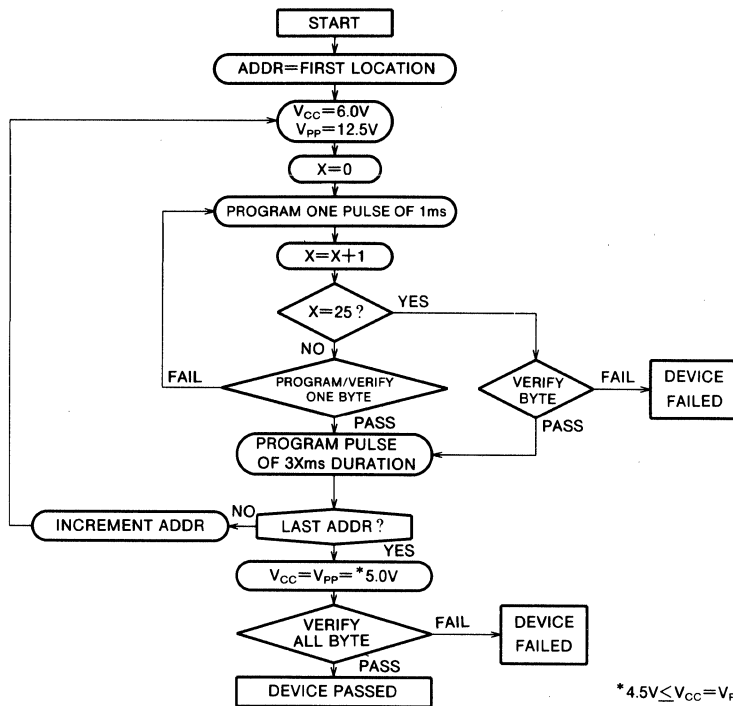 START
ADDR=FIRST LOCATION
VCC=6.0V
VPP=12.5V
X=0
PROGRAM ONE PULSE OF 1ms
X=X+1
X=25?
YES
NO
FAIL
PROGRAM/VERIFY
ONE BYTE
PASS
VERIFY
BYTE
FAIL
PASS
DEVICE
FAILED
PROGRAM PULSE
OF 3Xms DURATION
INCREMENT ADDR
NO
LAST ADDR?
YES
VCC=VPP=*5.0V
VERIFY
ALL BYTE
FAIL
DEVICE
FAILED
PASS
DEVICE PASSED
*4.5V≤VCC=